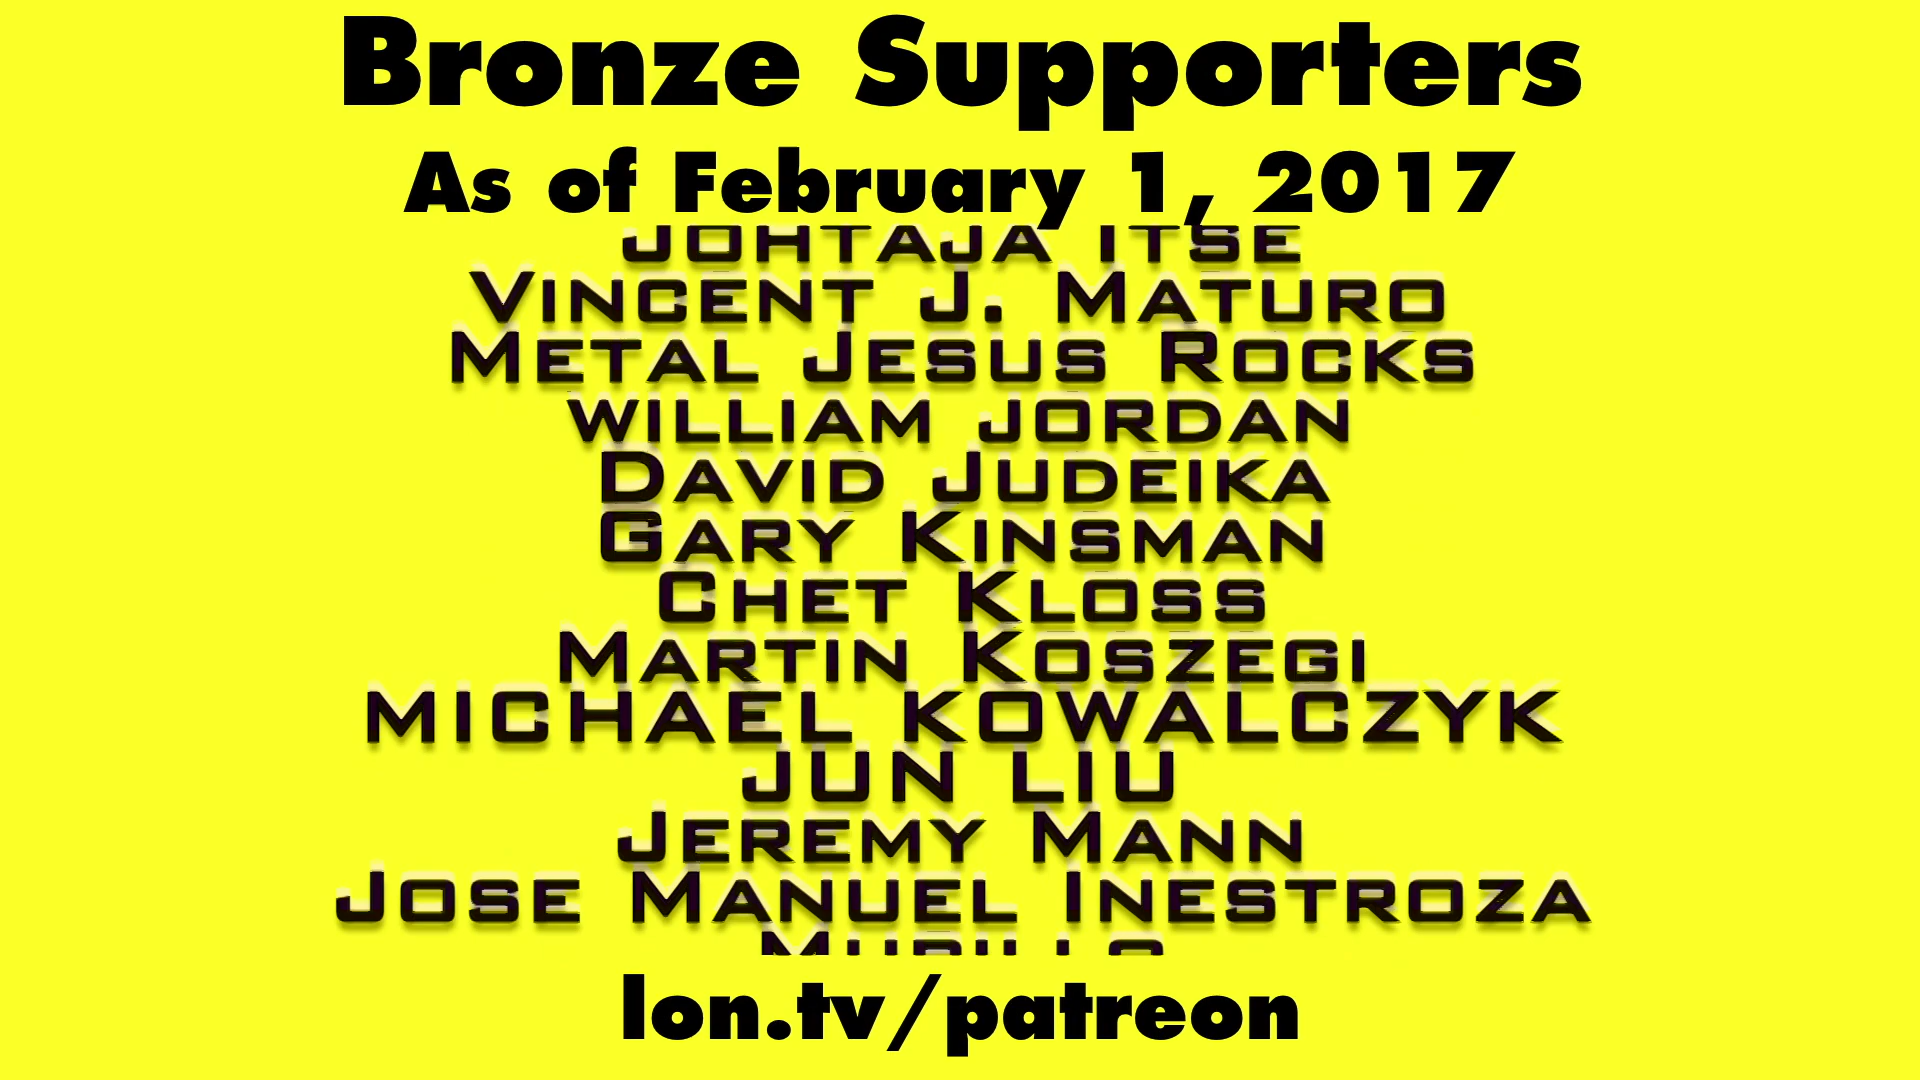 Bronze Supporters
As of February 1, 2017
JOHTAJA ITSE
VINCENT J. MATURO
METAL JESUS ROCKS
WILLIAM JORDAN
DAVID JUDEIKA
GARY KINSMAN
CHET KLOSS
MARTIN KOSZEGI
MICHAEL KOWALCZYK
JUN LIU
JEREMY MANN
JOSE MANUEL INESTROZA
lon.tv/patreon